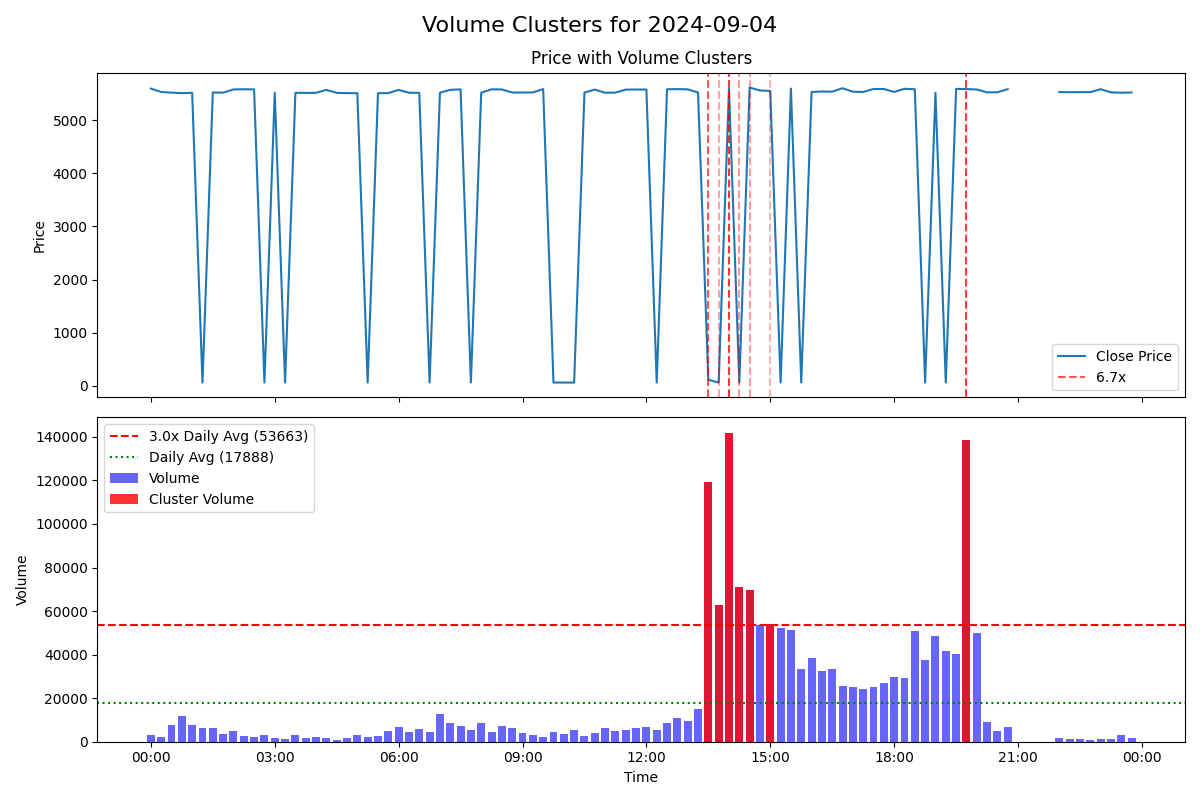 Volume Clusters for 2024-09-04
Price with Volume Clusters
Price
5000
4000
3000
2000
1000
0
Close Price
6.7x
Volume
140000
120000
100000
80000
60000
40000
20000
0
3.0x Daily Avg (53663)
Daily Avg (17888)
Volume
Cluster Volume
00:00
03:00
06:00
09:00
12:00
15:00
18:00
21:00
00:00
Time